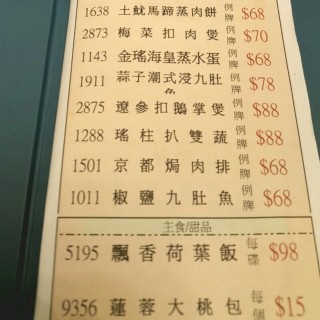 1638 土魷馬蹄蒸肉餅 例牌 $68
2873 梅菜扣肉煲 例牌 $70
1143 金瑤海皇蒸水蛋 例牌 $68
1911 蒜子潮式浸九肚魚 例牌 $78
2875 遼參扣鵝掌煲 例牌 $88
1288 瑤柱扒雙蔬 例牌 $88
1501 京都焗肉排 例牌 $68
1011 椒鹽九肚魚 例牌 $68
主食/甜品
5195 飄香荷葉飯 每碟 $98
9356 蓮蓉大桃包 每個 $15